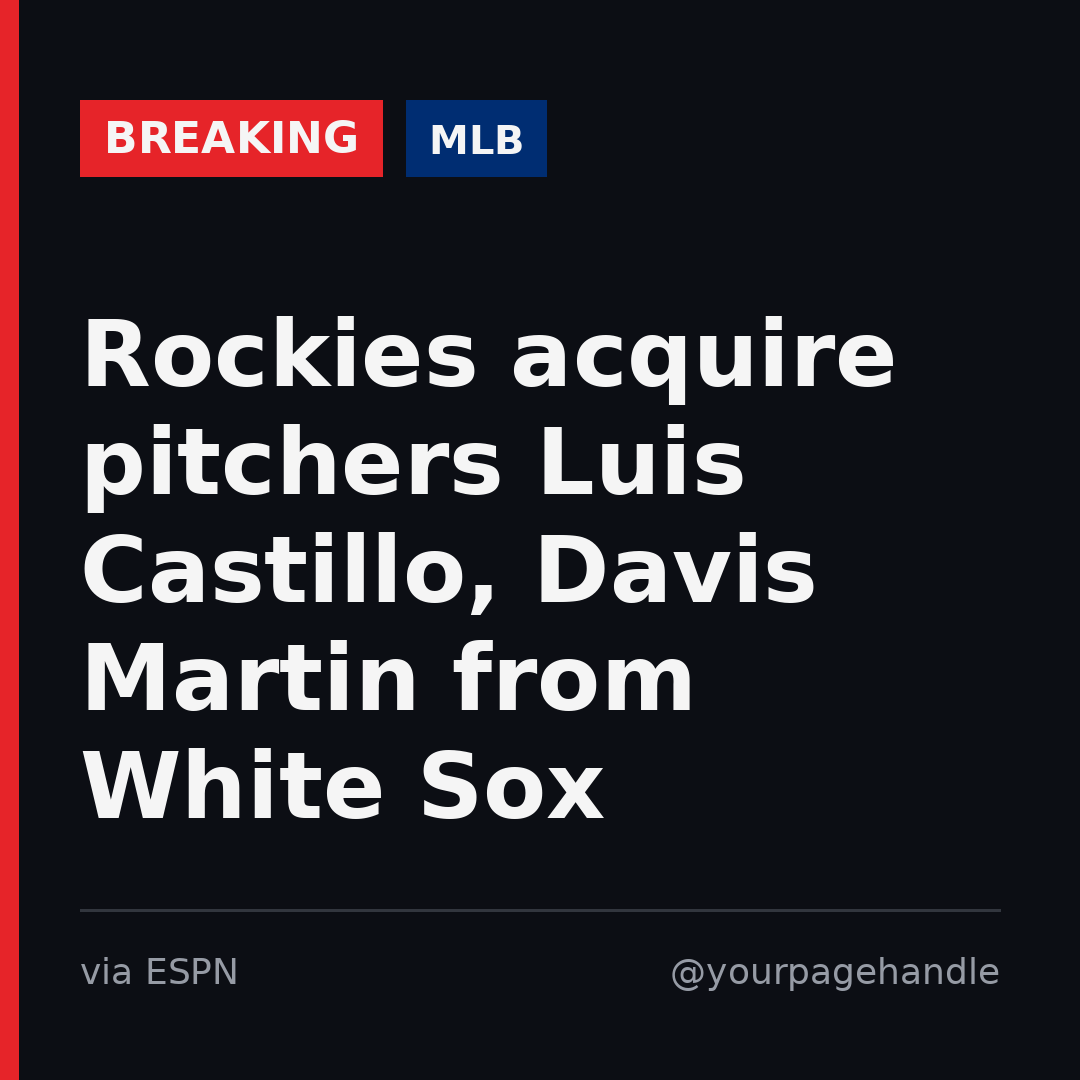 BREAKING MLB
Rockies acquire
pitchers Luis
Castillo, Davis
Martin from
White Sox
via ESPN @yourpagehandle